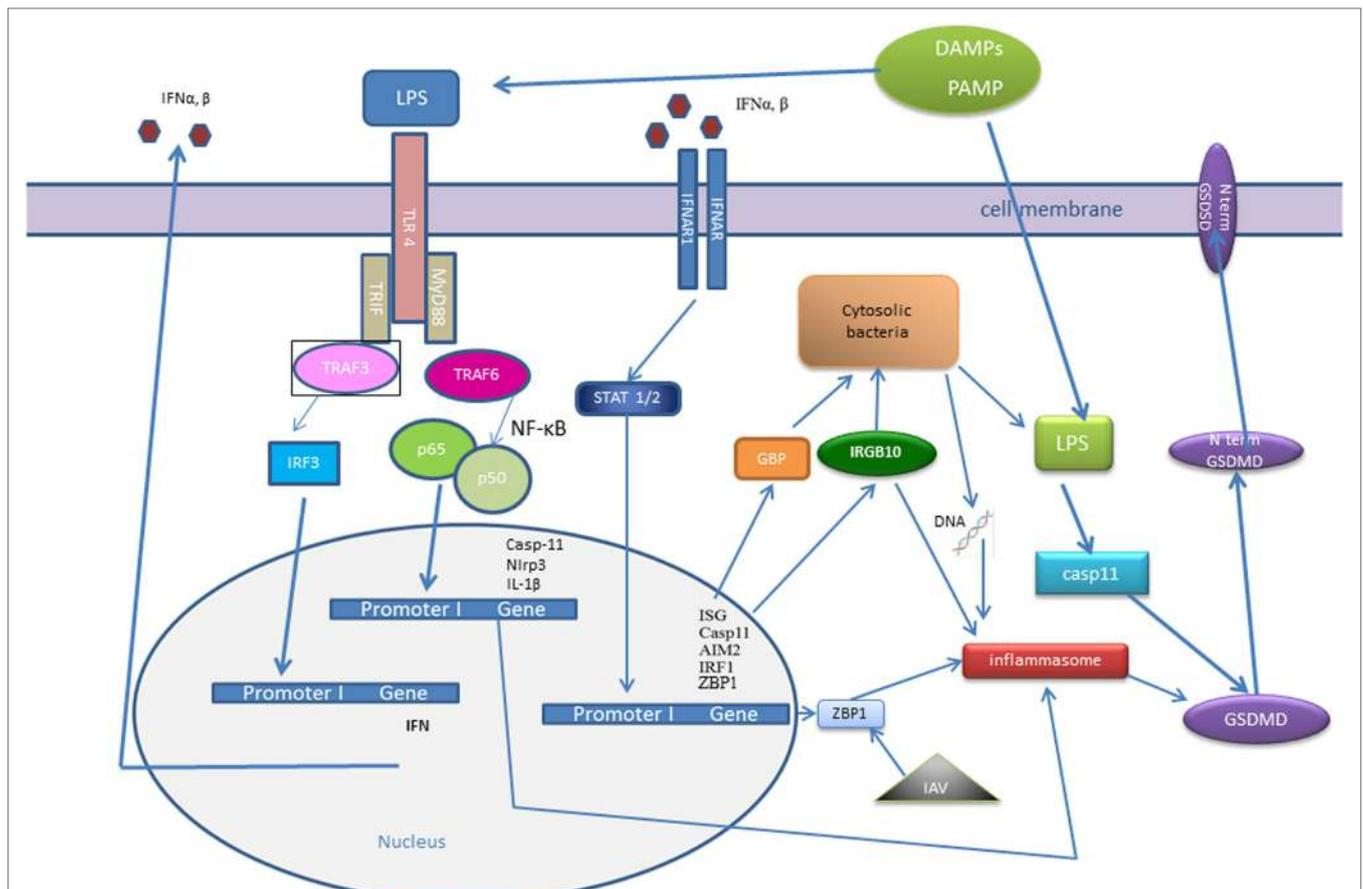 DAMPs
PAMP
IFNα, β
LPS
IFNα, β
TLR 4
IFNAR1
IFNAR
cell membrane
N term
GSDSD
TRIF
MyD88
Cytosolic
bacteria
TRAF3
TRAF6
STAT 1/2
NF-κB
p65
p50
IRF3
GBP
IRGB10
LPS
N term
GSDMD
DNA
Casp-11
Nlrp3
IL-1β
casp11
Promoter I Gene
ISG
Casp11
AIM2
IRF1
ZBP1
inflammasome
Promoter I Gene
IFN
Promoter I Gene
ZBP1
GSDMD
IAV
Nucleus